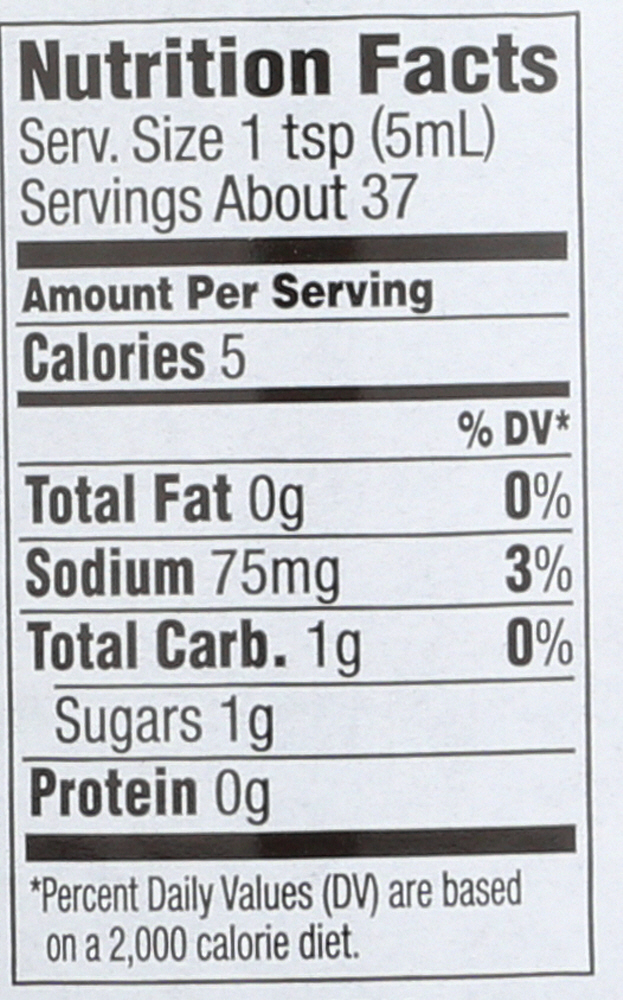 Nutrition Facts
Serv. Size 1 tsp (5mL)
Servings About 37
Amount Per Serving
Calories 5
% DV*
Total Fat 0g 0%
Sodium 75mg 3%
Total Carb. 1g 0%
Sugars 1g
Protein 0g
*Percent Daily Values (DV) are based
on a 2,000 calorie diet.